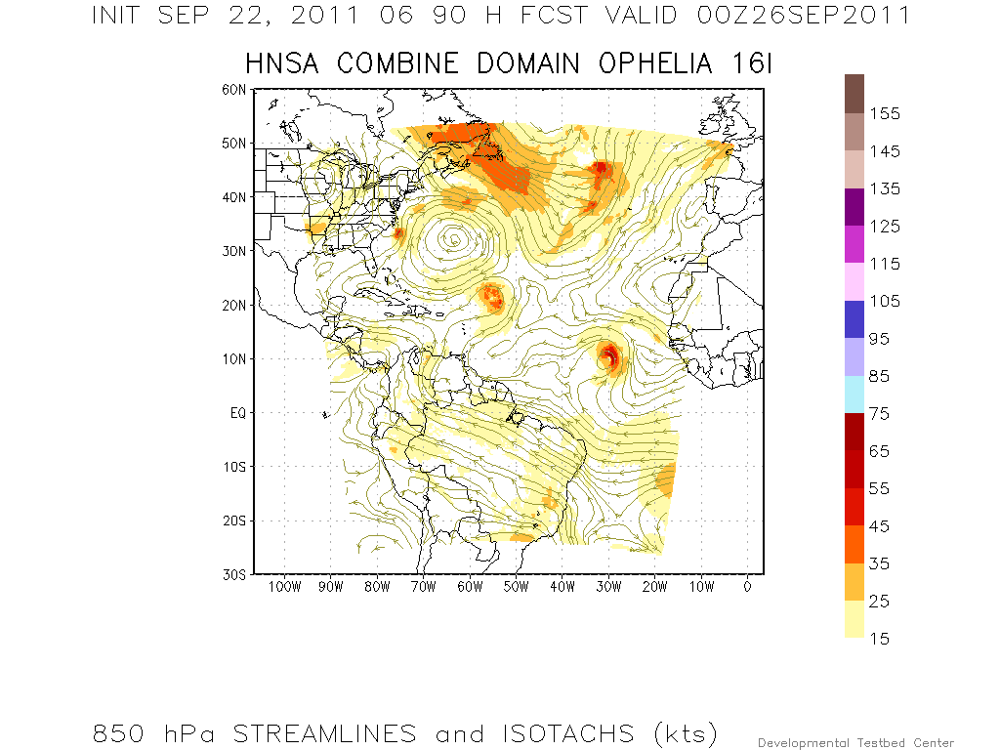 INIT SEP 22, 2011 06 90 H FCST VALID 00Z26SEP2011
HNSA COMBINE DOMAIN OPHELIA 16l
60N
50N
40N
30N
20N
10N
EQ
10S
20S
30S
100W 90W 80W 70W 60W 50W 40W 30W 20W 10W 0
155
145
135
125
115
105
95
85
75
65
55
45
35
25
15
850 hPa STREAMLINES and ISOTACHS (kts)
Developmental Testbed Center